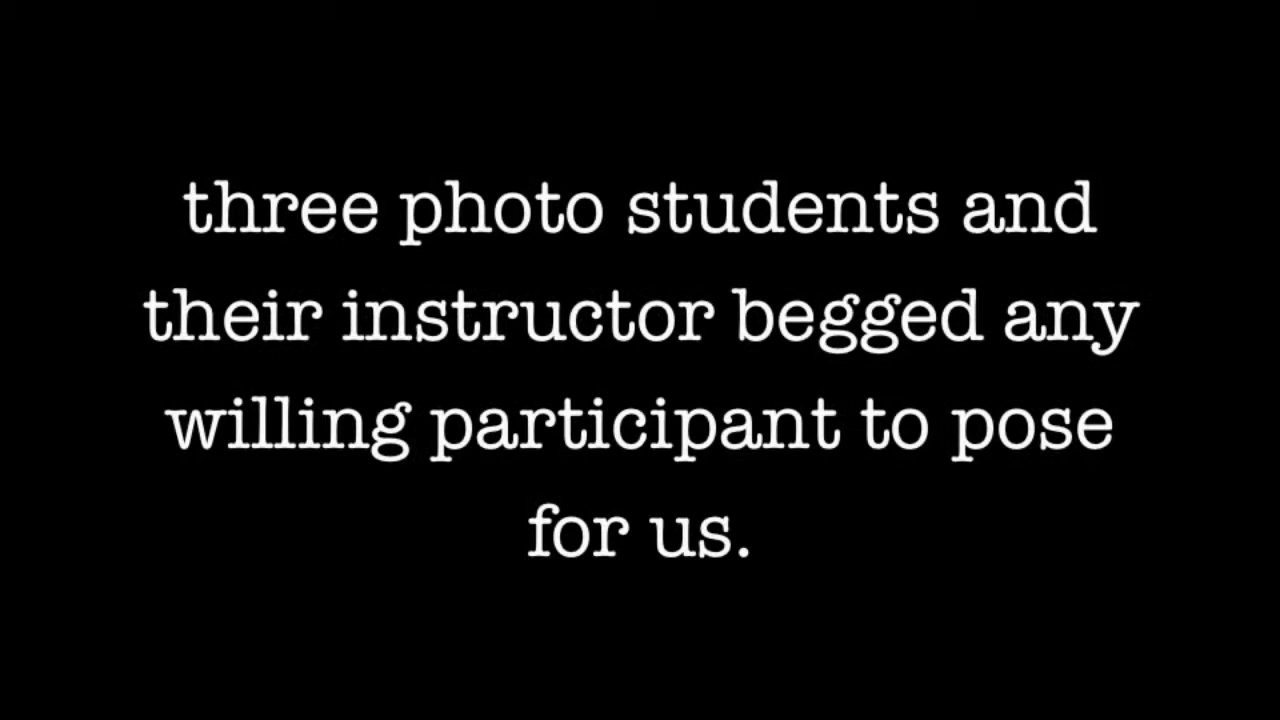 three photo students and
their instructor begged any
willing participant to pose
for us.